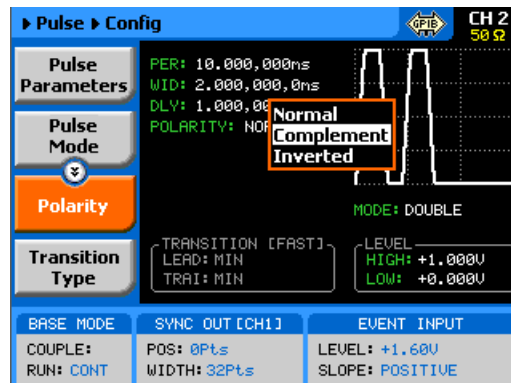 Pulse Config
GPIB
CH 2
50 Ω
Pulse Parameters
Pulse Mode
Polarity
Transition Type
PER: 10.000,000ms
WID: 2.000,000,0ms
DLY: 1.000,00
POLARITY: NOR
Normal
Complement
Inverted
MODE: DOUBLE
TRANSITION [FAST]
LEAD: MIN
TRAI: MIN
LEVEL
HIGH: +1.000V
LOW: +0.000V
BASE MODE
COUPLE:
RUN: CONT
SYNC OUT [CH1]
POS: 0Pts
WIDTH: 32Pts
EVENT INPUT
LEVEL: +1.60V
SLOPE: POSITIVE